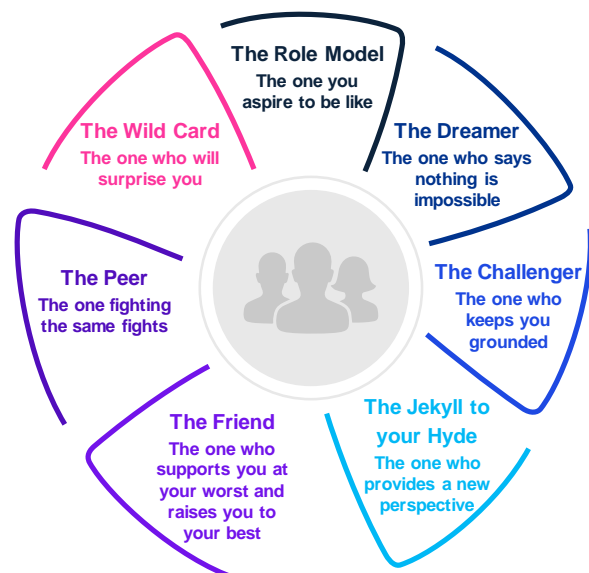 The Role Model
The one you
aspire to be like
The Dreamer
The one who says
nothing is
impossible
The Challenger
The one who
keeps you
grounded
The Jekyll to
your Hyde
The one who
provides a new
perspective
The Friend
The one who
supports you at
your worst and
raises you to
your best
The Peer
The one fighting
the same fights
The Wild Card
The one who will
surprise you